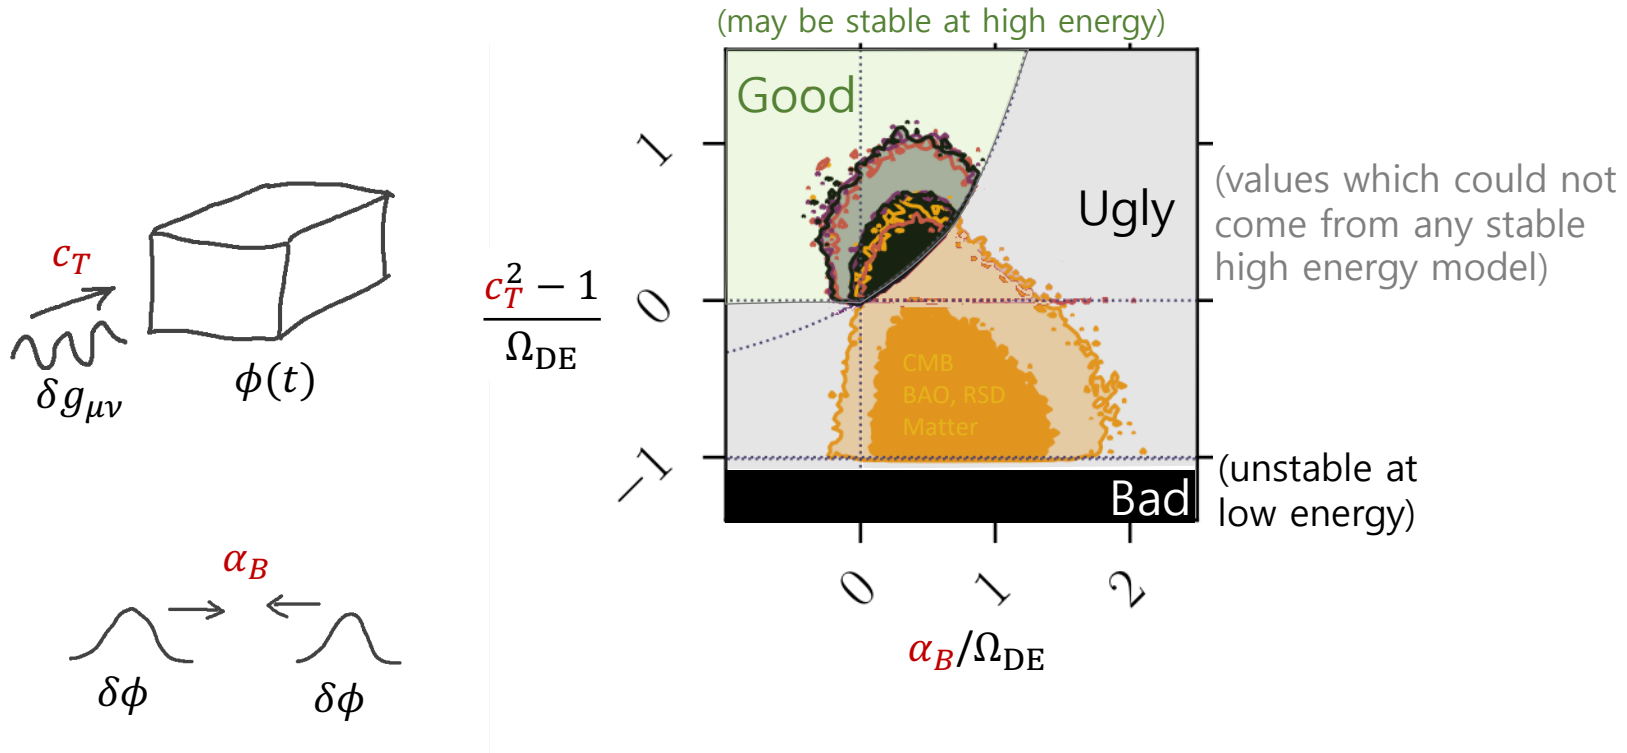 (may be stable at high energy)
Good
Ugly
(values which could not
come from any stable
high energy model)
c_T
δg_μν
ϕ(t)
c_T^2 − 1
Ω_DE
1
0
−1
CMB
BAO, RSD
Matter
Bad
(unstable at
low energy)
0 1 2
α_B/Ω_DE
α_B
δϕ δϕ